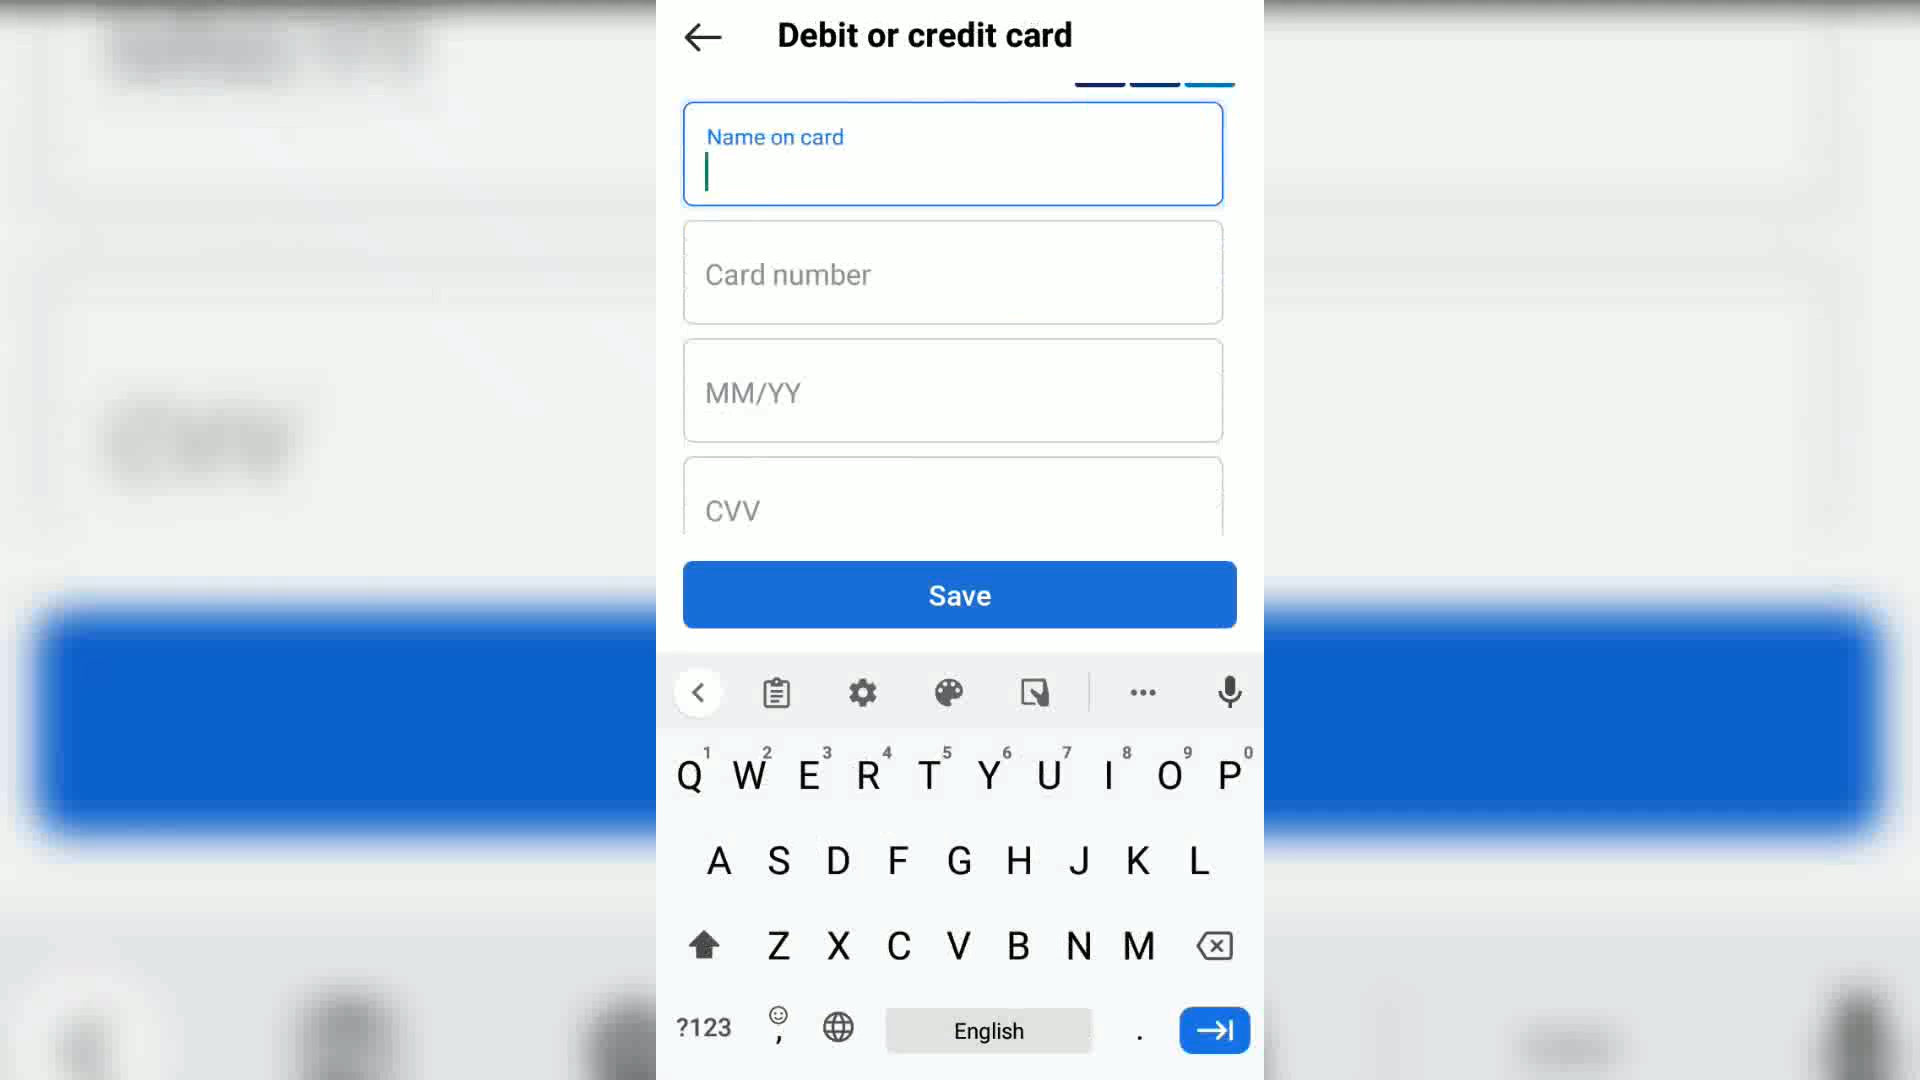 Debit or credit card
Name on card
Card number
MM/YY
CVV
Save
1 2 3 4 5 6 7 8 9 0
Q W E R T Y U I O P
A S D F G H J K L
Z X C V B N M
?123 , English .
CVV